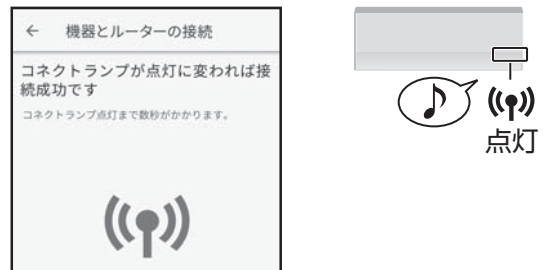 ← 機器とルーターの接続
コネクトランプが点灯に変われば接
続成功です
コネクトランプ点灯まで数秒がかかります。
点灯